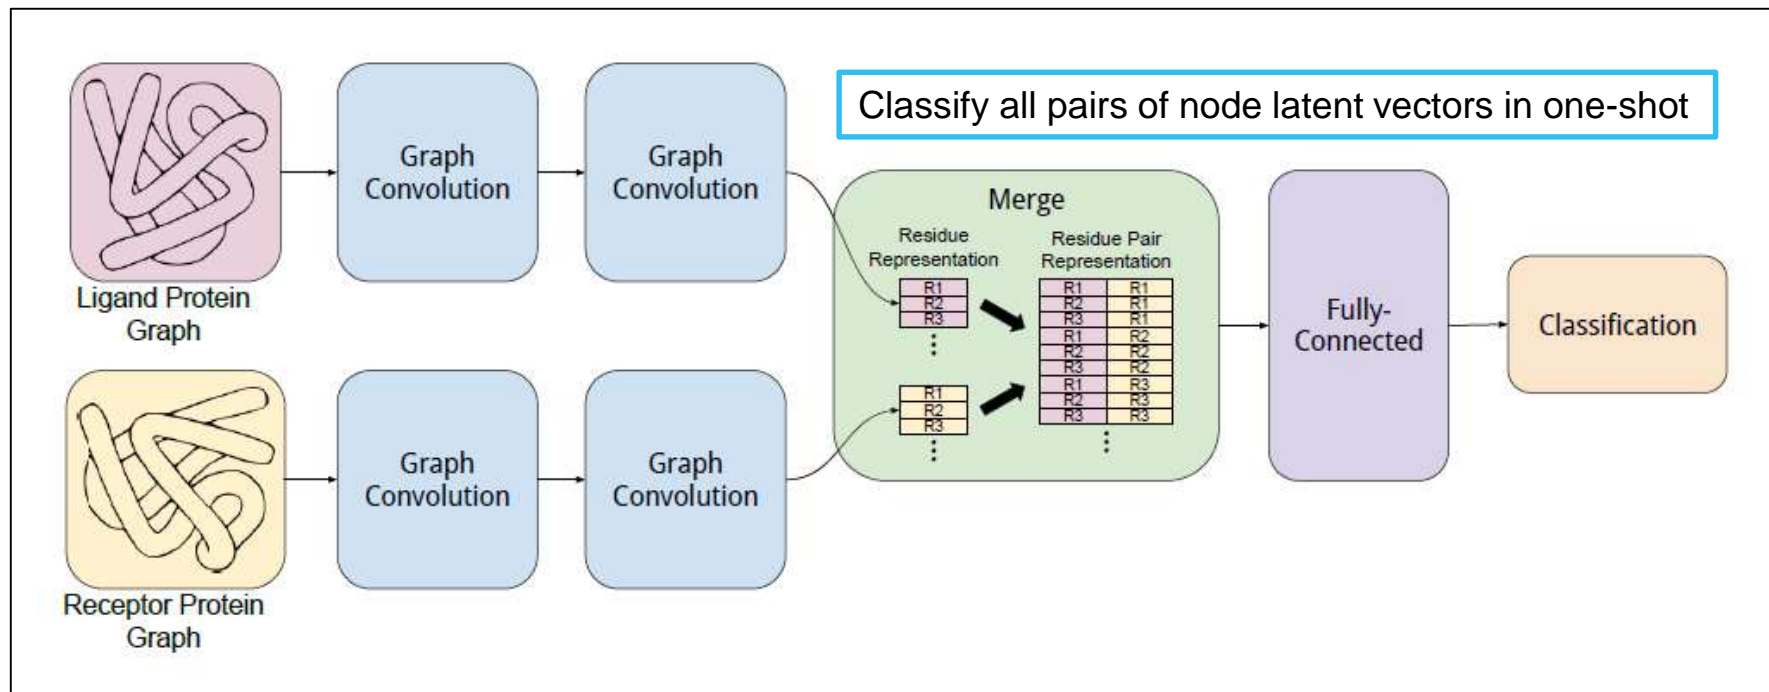 Classify all pairs of node latent vectors in one-shot
Ligand Protein
Graph
Graph
Convolution
Graph
Convolution
Receptor Protein
Graph
Graph
Convolution
Graph
Convolution
Merge
Residue
Representation
R1
R2
R3
R1
R2
R3
Residue Pair
Representation
R1 R1
R2 R1
R3 R1
R1 R2
R2 R2
R3 R2
R1 R3
R2 R3
R3 R3
Fully-
Connected
Classification